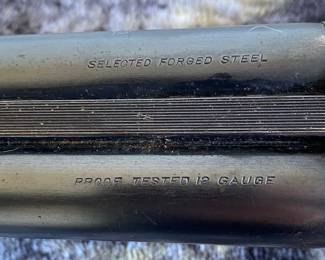 SELECTED FORGED STEEL
PROOF TESTED 12 GAUGE